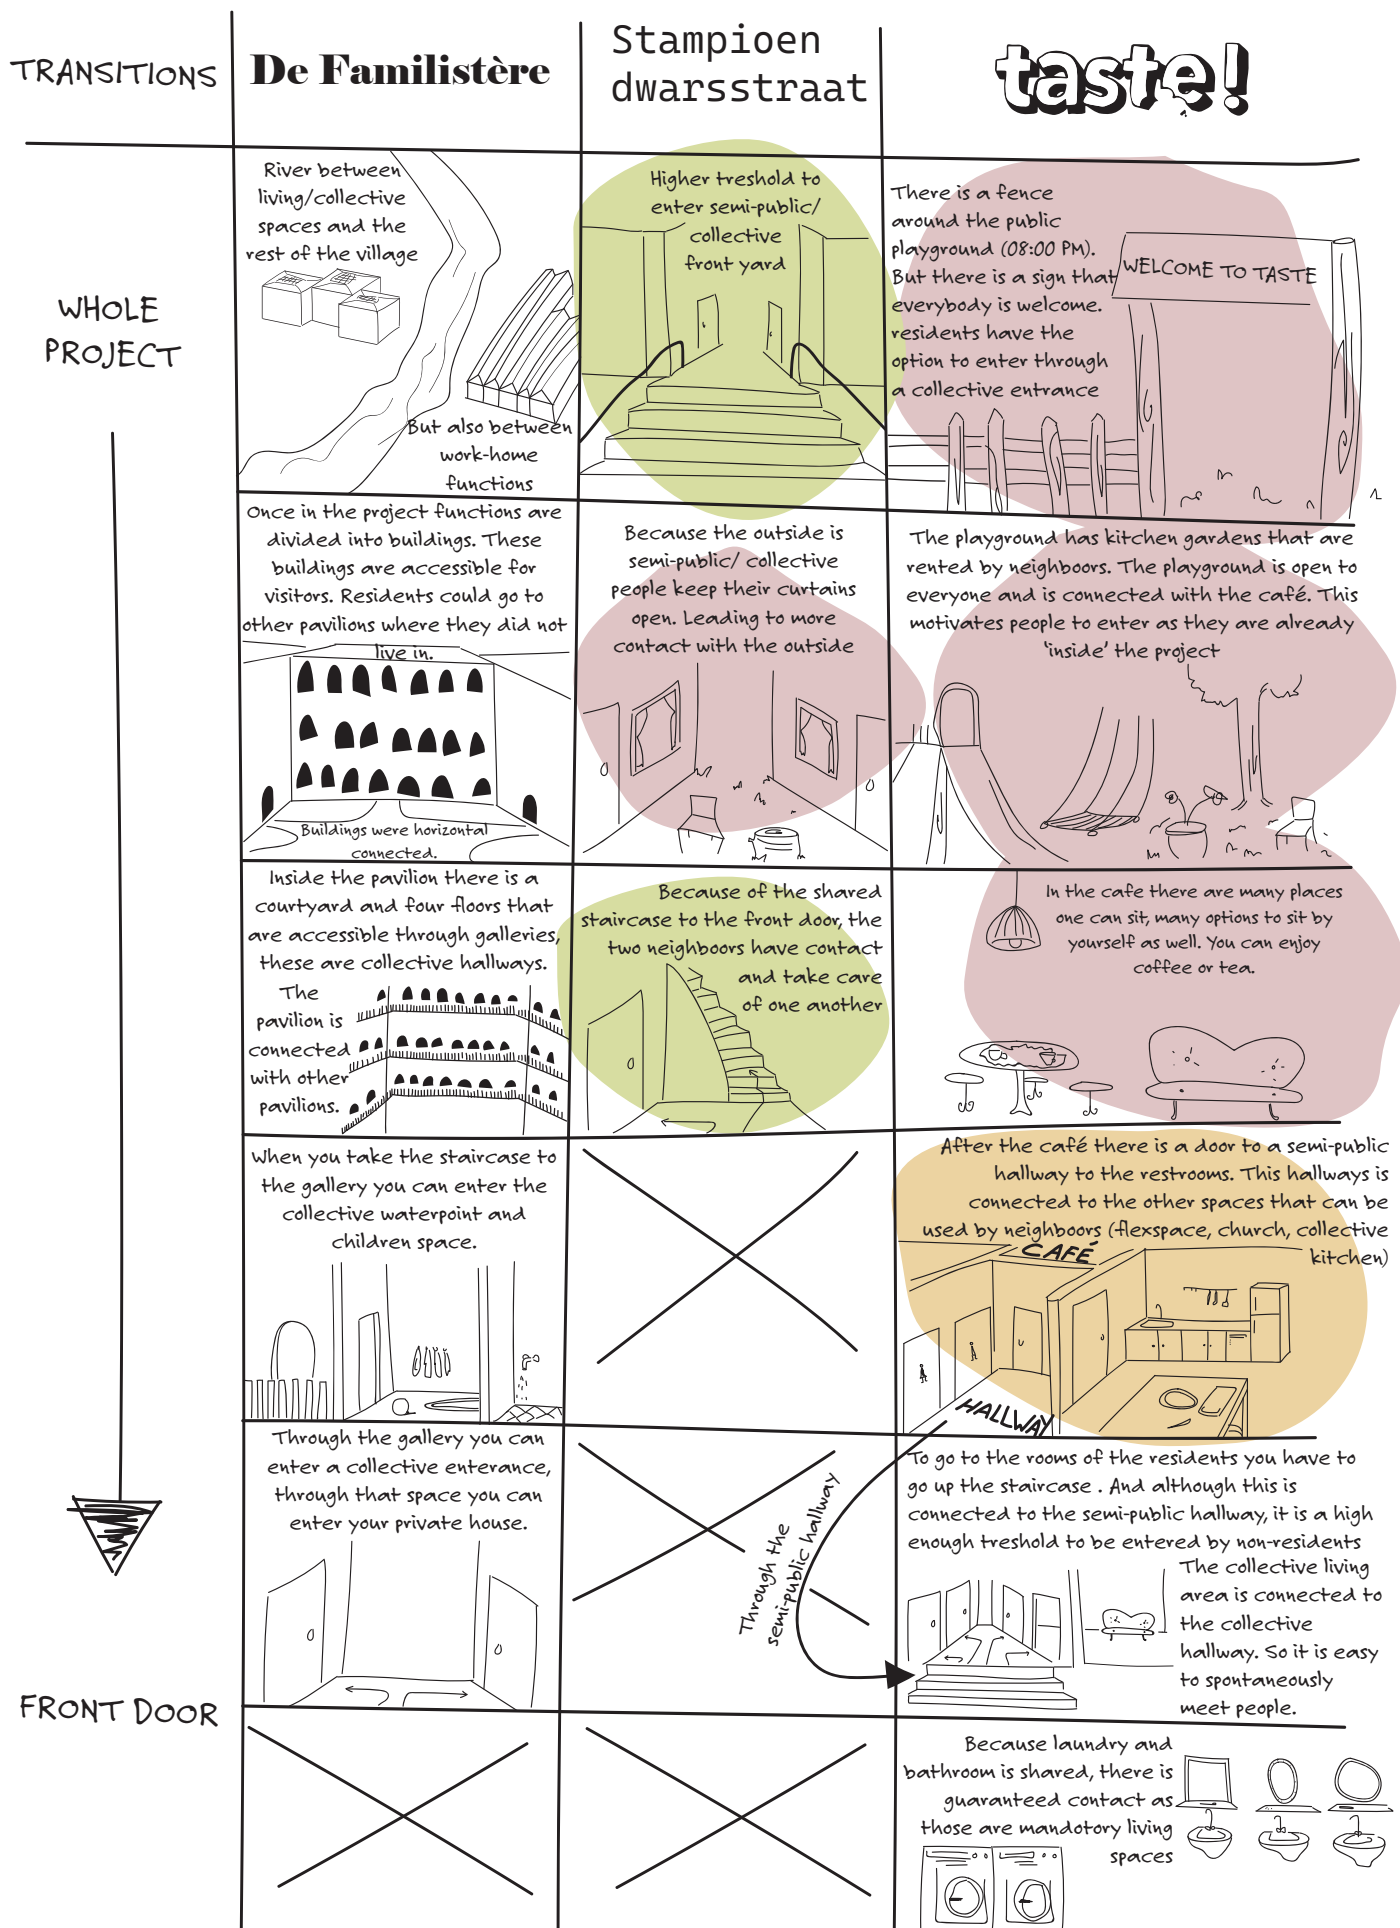 TRANSITIONS
De Familistère
Stampioen
dwarsstraat
taste!
WHOLE
PROJECT
River between
living/collective
spaces and the
rest of the village
But also between
work-home
functions
Higher treshold to
enter semi-public/
collective
front yard
There is a fence
around the public
playground (08:00 PM).
But there is a sign that
everybody is welcome.
residents have the
option to enter through
a collective entrance
WELCOME TO TASTE
Once in the project functions are
divided into buildings. These
buildings are accessible for
visitors. Residents could go to
other pavilions where they did not
live in.
Buildings were horizontal
connected.
Because the outside is
semi-public/ collective
people keep their curtains
open. Leading to more
contact with the outside
The playground has kitchen gardens that are
rented by neighboors. The playground is open to
everyone and is connected with the café. This
motivates people to enter as they are already
'inside' the project
Inside the pavilion there is a
courtyard and four floors that
are accessible through galleries,
these are collective hallways.
The
pavilion is
connected
with other
pavilions.
Because of the shared
staircase to the front door, the
two neighboors have contact
and take care
of one another
In the cafe there are many places
one can sit, many options to sit by
yourself as well. You can enjoy
coffee or tea.
When you take the staircase to
the gallery you can enter the
collective waterpoint and
children space.
After the café there is a door to a semi-public
hallway to the restrooms. This hallways is
connected to the other spaces that can be
used by neighboors (flexspace, church, collective
kitchen)
CAFÉ
HALLWAY
Through the gallery you can
enter a collective enterance,
through that space you can
enter your private house.
Through the
semi-public hallway
To go to the rooms of the residents you have to
go up the staircase . And although this is
connected to the semi-public hallway, it is a high
enough treshold to be entered by non-residents
The collective living
area is connected to
the collective
hallway. So it is easy
to spontaneously
meet people.
FRONT DOOR
Because laundry and
bathroom is shared, there is
guaranteed contact as
those are mandotory living
spaces